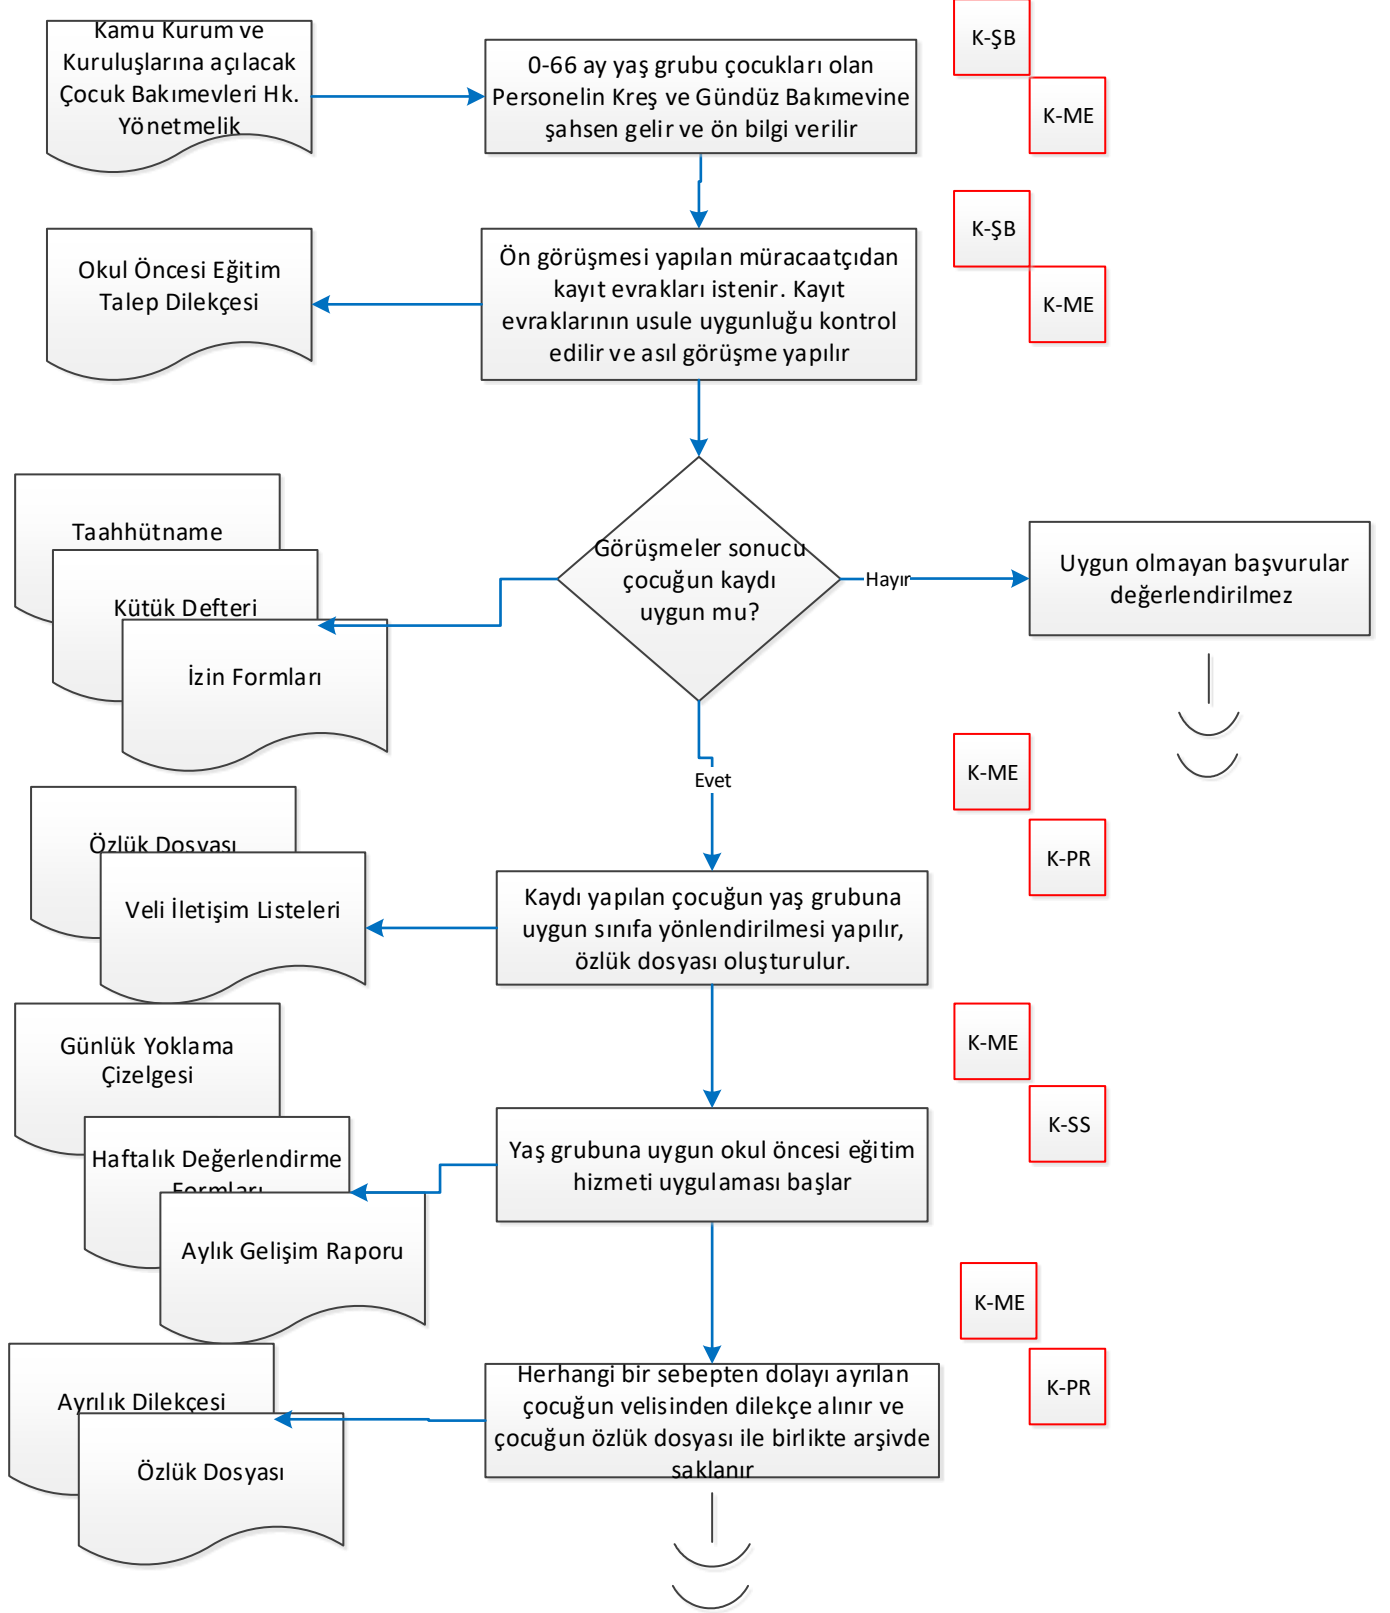 Kamu Kurum ve
Kuruluşlarına açılacak
Çocuk Bakımevleri Hk.
Yönetmelik
0-66 ay yaş grubu çocukları olan
Personelin Kreş ve Gündüz Bakımevine
şahsen gelir ve ön bilgi verilir
K-ŞB
K-ME
Okul Öncesi Eğitim
Talep Dilekçesi
Ön görüşmesi yapılan müracaatçıdan
kayıt evrakları istenir. Kayıt
evraklarının usule uygunluğu kontrol
edilir ve asıl görüşme yapılır
K-ŞB
K-ME
Taahhütname
Kütük Defteri
İzin Formları
Görüşmeler sonucu
çocuğun kaydı
uygun mu?
Hayır
Uygun olmayan başvurular
değerlendirilmez
Evet
K-ME
K-PR
Özlük Dosyası
Veli İletişim Listeleri
Kaydı yapılan çocuğun yaş grubuna
uygun sınıfa yönlendirilmesi yapılır,
özlük dosyası oluşturulur.
K-ME
K-SS
Günlük Yoklama
Çizelgesi
Haftalık Değerlendirme
Formları
Aylık Gelişim Raporu
Yaş grubuna uygun okul öncesi eğitim
hizmeti uygulaması başlar
K-ME
K-PR
Ayrılık Dilekçesi
Özlük Dosyası
Herhangi bir sebepten dolayı ayrılan
çocuğun velisinden dilekçe alınır ve
çocuğun özlük dosyası ile birlikte arşivde
saklanır